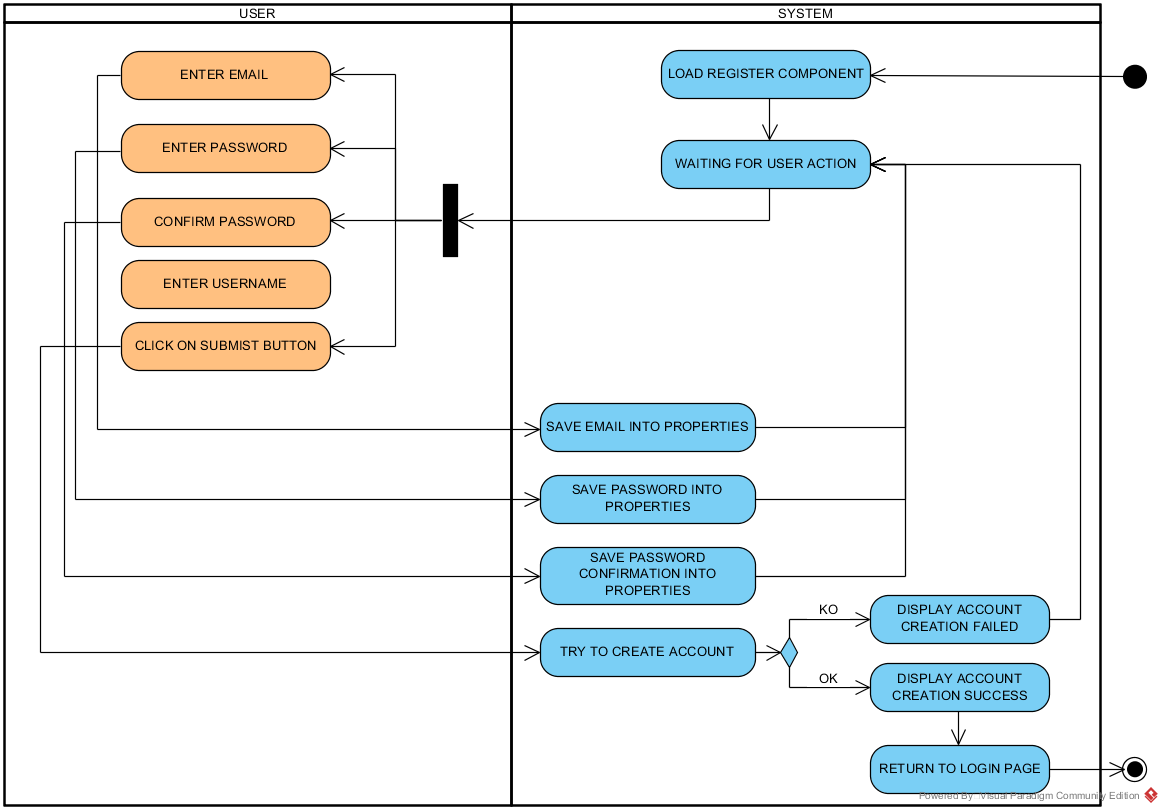 USER
SYSTEM
ENTER EMAIL
ENTER PASSWORD
CONFIRM PASSWORD
ENTER USERNAME
CLICK ON SUBMIST BUTTON
LOAD REGISTER COMPONENT
WAITING FOR USER ACTION
SAVE EMAIL INTO PROPERTIES
SAVE PASSWORD INTO
PROPERTIES
SAVE PASSWORD
CONFIRMATION INTO
PROPERTIES
TRY TO CREATE ACCOUNT
KO
DISPLAY ACCOUNT
CREATION FAILED
OK
DISPLAY ACCOUNT
CREATION SUCCESS
RETURN TO LOGIN PAGE
Powered By Visual Paradigm Community Edition